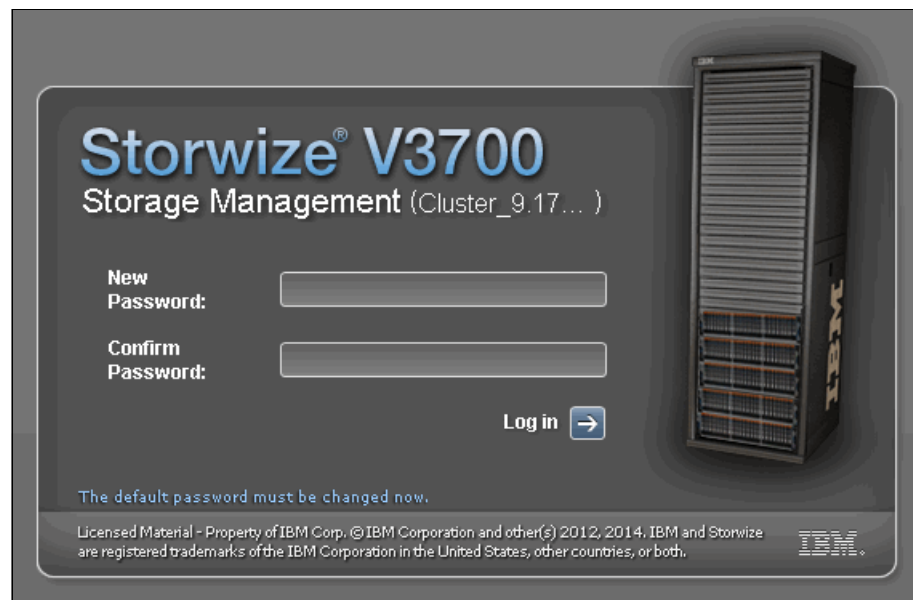 Storwize® V3700
Storage Management (Cluster_9.17... )
New
Password:
Confirm
Password:
Log in
The default password must be changed now.
Licensed Material - Property of IBM Corp. © IBM Corporation and other(s) 2012, 2014. IBM and Storwize
are registered trademarks of the IBM Corporation in the United States, other countries, or both.
IBM.
IBM
IBM